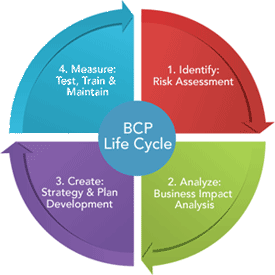 4. Measure:
Test, Train &
Maintain
1. Identify:
Risk Assessment
BCP
Life Cycle
3. Create:
Strategy & Plan
Development
2. Analyze:
Business Impact
Analysis